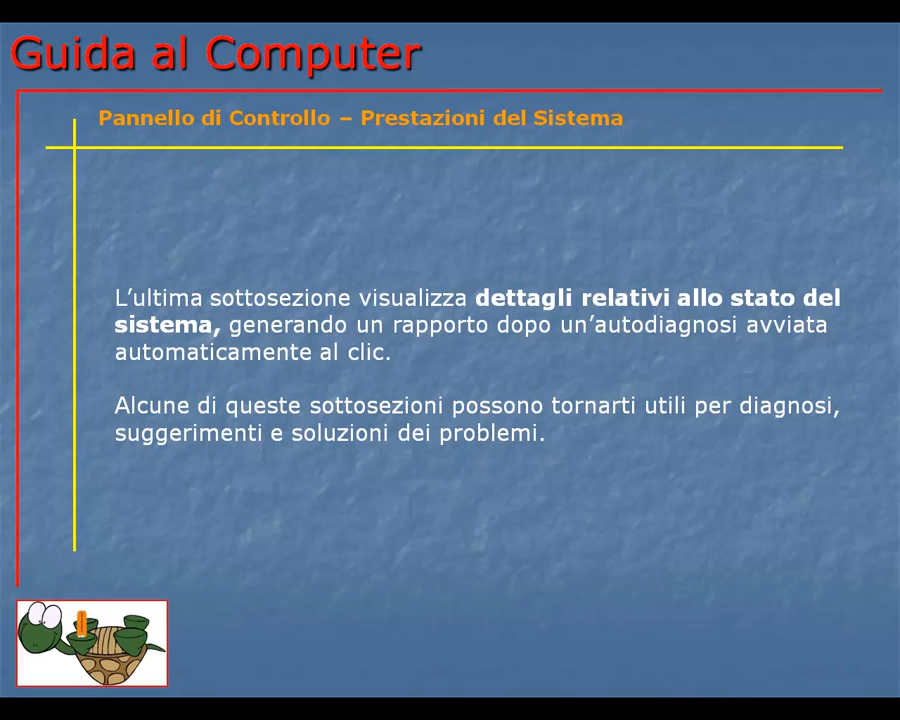 Guida al Computer
Pannello di Controllo – Prestazioni del Sistema
L’ultima sottosezione visualizza dettagli relativi allo stato del
sistema, generando un rapporto dopo un’autodiagnosi avviata
automaticamente al clic.
Alcune di queste sottosezioni possono tornarti utili per diagnosi,
suggerimenti e soluzioni dei problemi.